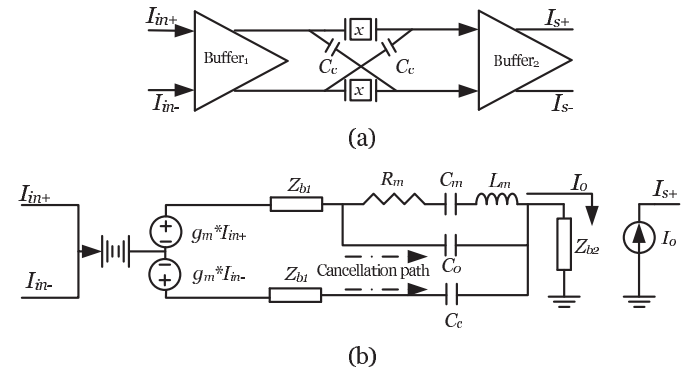 Iin+
Is+
x
Buffer1
Cc
Cc
Buffer2
x
Iin-
Is-
(a)
Zb1
Rm
Cm
Lm
Io
Iin+
Is+
gm*Iin+
Zb2
Io
gm*Iin-
Zb1
Cancellation path
Co
Iin-
Cc
(b)